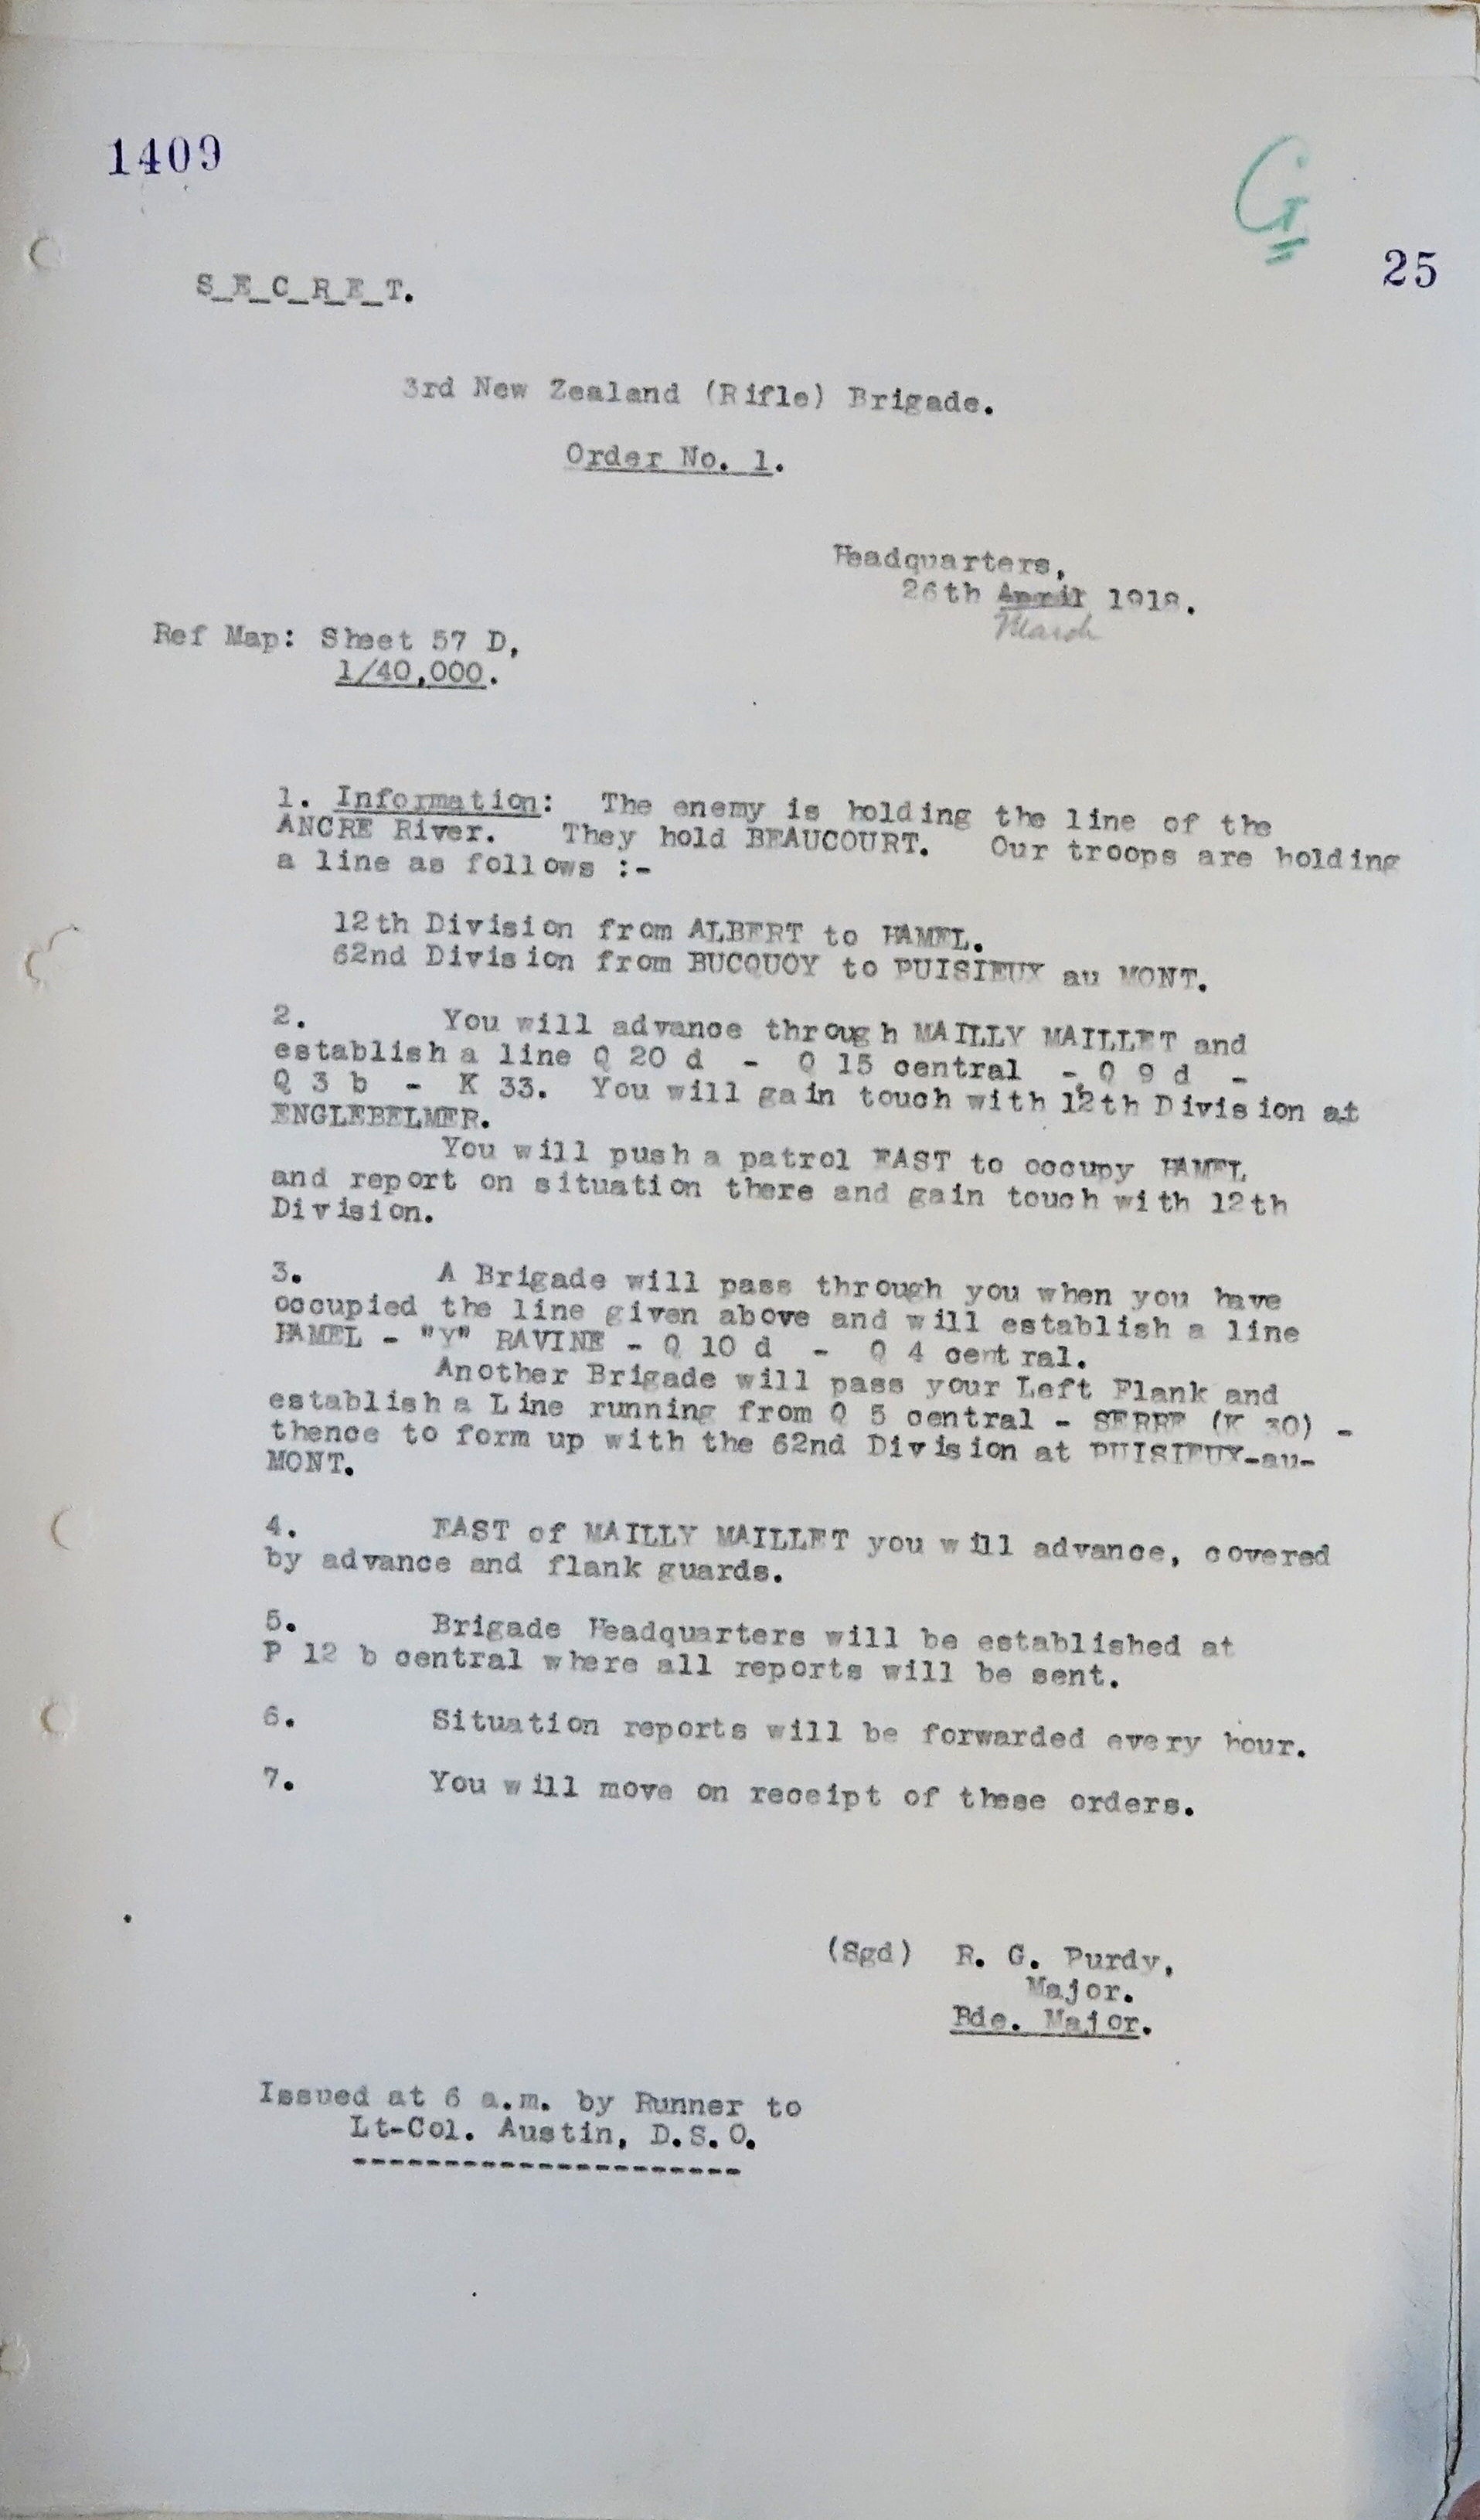 1409
G
25
S_E_C_R_E_T.
3rd New Zealand (Rifle) Brigade.
Order No. 1.
Headquarters,
26th April 1918.
March
Ref Map: Sheet 57 D,
1/40,000.
1. Information: The enemy is holding the line of the
ANCRE River. They hold BEAUCOURT. Our troops are holding
a line as follows :-
12th Division from ALBERT to HAMEL.
62nd Division from BUCQUOY to PUISIEUX au MONT.
2. You will advance through MAILLY MAILLET and
establish a line Q 20 d - Q 15 central - Q 9 d -
Q 3 b - K 33. You will gain touch with 12th Division at
ENGLEBELMER.
You will push a patrol EAST to occupy HAMEL
and report on situation there and gain touch with 12th
Division.
3. A Brigade will pass through you when you have
occupied the line given above and will establish a line
HAMEL - "Y" RAVINE - Q 10 d - Q 4 central.
Another Brigade will pass your Left Flank and
establish a Line running from Q 5 central - SERRE (K 30) -
thence to form up with the 62nd Division at PUISIEUX-au-
MONT.
4. EAST of MAILLY MAILLET you will advance, covered
by advance and flank guards.
5. Brigade Headquarters will be established at
P 12 b central where all reports will be sent.
6. Situation reports will be forwarded every hour.
7. You will move on receipt of these orders.
(Sgd) R. G. Purdy,
Major.
Bde. Major.
Issued at 6 a.m. by Runner to
Lt-Col. Austin, D.S.O.
---------------------